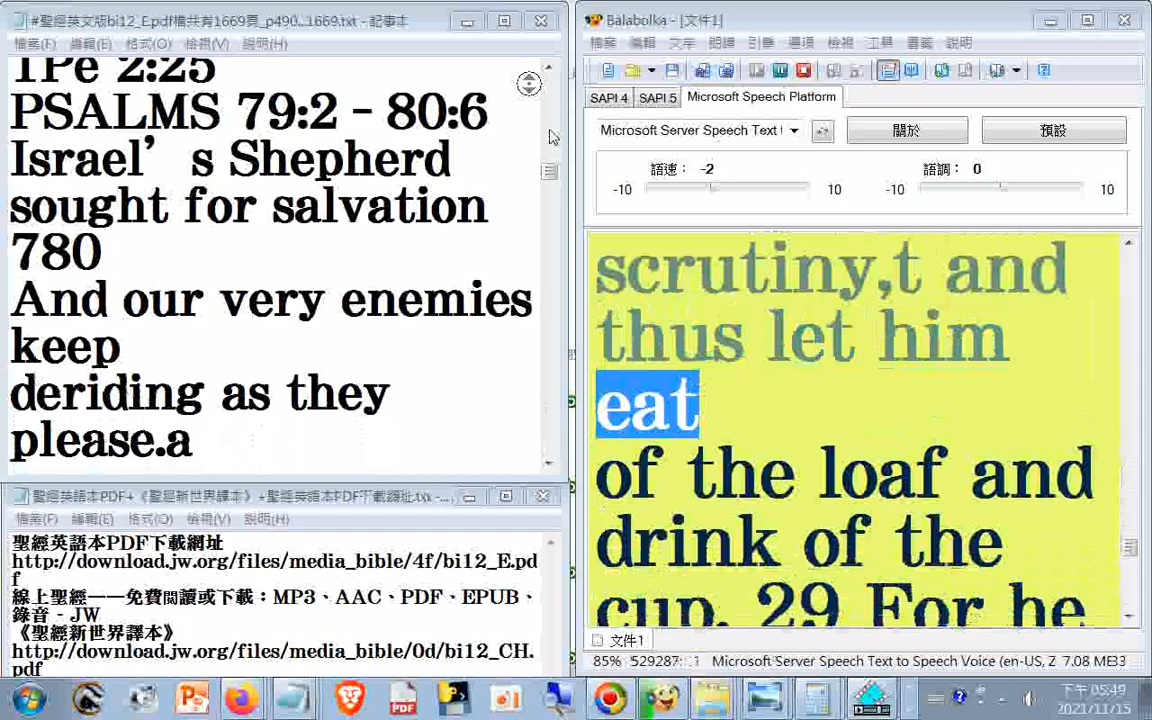 #聖經英文版bi12_E.pdf檔共有1669頁_p490...1669.txt - 記事本
檔案(F) 編輯(E) 格式(O) 檢視(V) 說明(H)
1Pe 2:25
PSALMS 79:2 – 80:6
Israel’s Shepherd
sought for salvation
780
And our very enemies
keep
deriding as they
please.a
聖經英語本PDF+《聖經新世界譯本》+聖經英語本PDF下載網址.txt - ...
檔案(F) 編輯(E) 格式(O) 檢視(V) 說明(H)
聖經英語本PDF下載網址
http://download.jw.org/files/media_bible/4f/bi12_E.pd
f
線上聖經——免費閱讀或下載：MP3、AAC、PDF、EPUB、
錄音 - JW
《聖經新世界譯本》
http://download.jw.org/files/media_bible/0d/bi12_CH.
pdf
Balabolka - [文件1]
檔案 編輯 文字 朗讀 引擎 選項 檢視 工具 書籤 說明
SAPI 4 SAPI 5 Microsoft Speech Platform
Microsoft Server Speech Text 關於 預設
語速： -2 語調： 0
-10 10 -10 10
scrutiny,t and
thus let him
eat
of the loaf and
drink of the
cup. 29 For he
文件1
85% 529287: Microsoft Server Speech Text to Speech Voice (en-US, Z 7.08 МБ
下午 05:49
2021/11/15